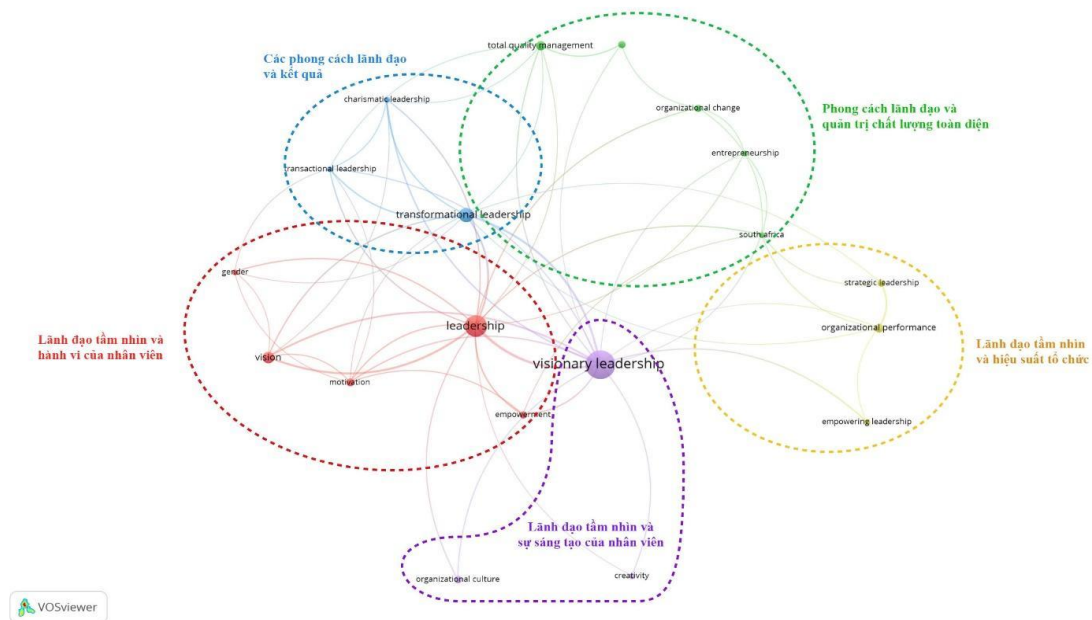 total quality management
Các phong cách lãnh đạo
và kết quả
charismatic leadership
organizational change
Phong cách lãnh đạo và
quản trị chất lượng toàn diện
entrepreneurship
transactional leadership
transformational leadership
south africa
gender
strategic leadership
leadership
organizational performance
Lãnh đạo tầm nhìn và
hành vi của nhân viên
Lãnh đạo tầm nhìn
và hiệu suất tổ chức
vision
visionary leadership
motivation
empowerment
empowering leadership
Lãnh đạo tầm nhìn và
sự sáng tạo của nhân viên
organizational culture
creativity
VOSviewer